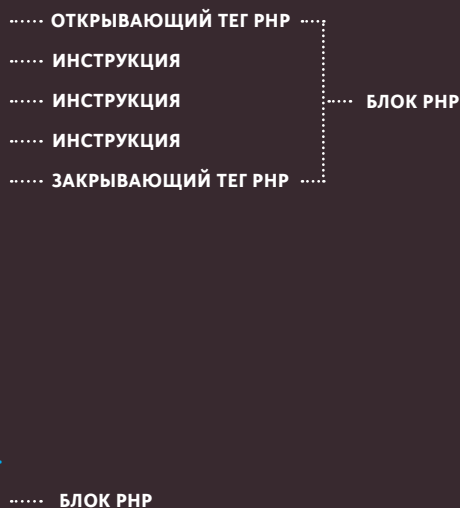 ОТКРЫВАЮЩИЙ ТЕГ PHP
ИНСТРУКЦИЯ
ИНСТРУКЦИЯ
БЛОК PHP
ИНСТРУКЦИЯ
ЗАКРЫВАЮЩИЙ ТЕГ PHP
БЛОК PHP